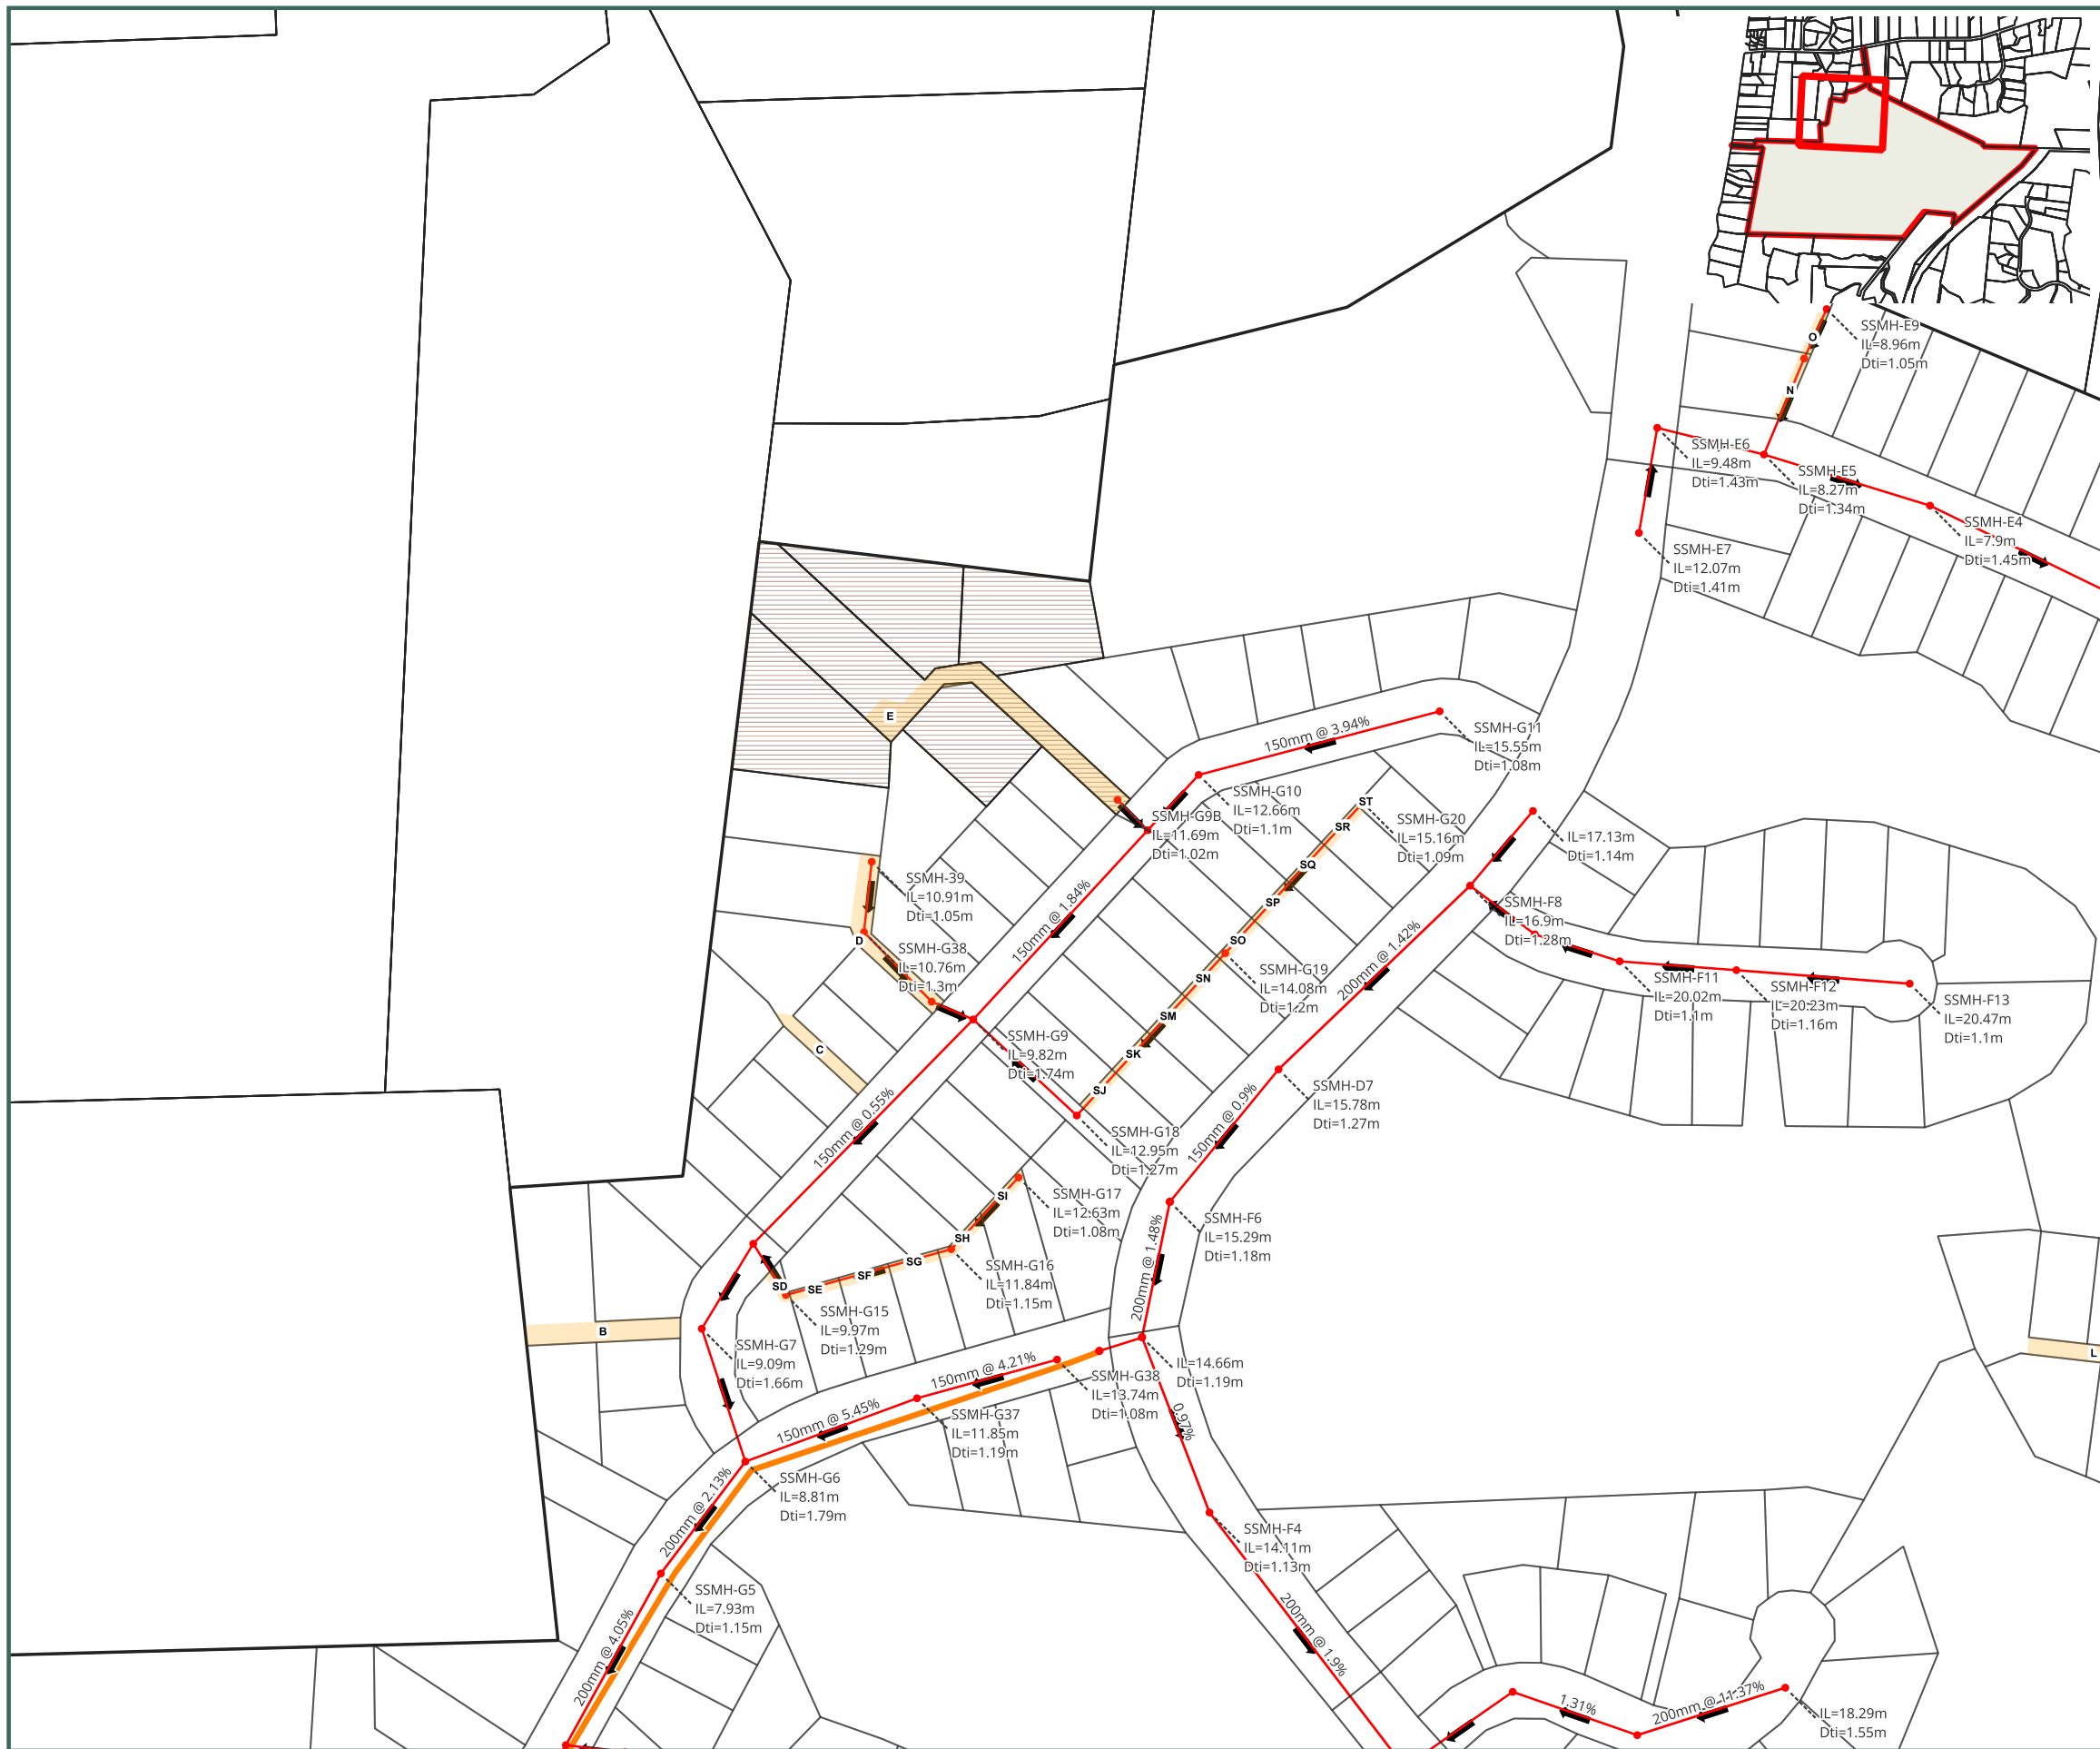 SSMH-E9
IL=8.96m
Dti=1.05m
O
N
SSMH-E6
IL=9.48m
Dti=1.43m
SSMH-E5
IL=8.27m
Dti=1.34m
SSMH-E4
IL=7.9m
Dti=1.45m
SSMH-E7
IL=12.07m
Dti=1.41m
E
150mm @ 3.94%
SSMH-G11
IL=15.55m
Dti=1.08m
SSMH-G10
IL=12.66m
Dti=1.1m
SSMH-G9B
IL=11.69m
Dti=1.02m
ST
SR
SQ
SP
SO
SN
SM
SK
SJ
SSMH-G20
IL=15.16m
Dti=1.09m
IL=17.13m
Dti=1.14m
SSMH-39
IL=10.91m
Dti=1.05m
D
SSMH-G38
IL=10.76m
Dti=1.3m
150mm @ 1.84%
SSMH-G19
IL=14.08m
Dti=1.2m
200mm @ 1.42%
SSMH-F8
IL=16.9m
Dti=1.28m
SSMH-F11
IL=20.02m
Dti=1.1m
SSMH-F12
IL=20.23m
Dti=1.16m
SSMH-F13
IL=20.47m
Dti=1.1m
C
SSMH-G9
IL=9.82m
Dti=1.74m
150mm @ 0.55%
150mm @ 0.9%
SSMH-D7
IL=15.78m
Dti=1.27m
SSMH-G18
IL=12.95m
Dti=1.27m
SI
SH
SG
SF
SE
SD
SSMH-G17
IL=12.63m
Dti=1.08m
SSMH-F6
IL=15.29m
Dti=1.18m
200mm @ 1.48%
SSMH-G16
IL=11.84m
Dti=1.15m
SSMH-G15
IL=9.97m
Dti=1.29m
B
SSMH-G7
IL=9.09m
Dti=1.66m
L
150mm @ 4.21%
IL=14.66m
Dti=1.19m
SSMH-G38
IL=13.74m
Dti=1.08m
150mm @ 5.45%
SSMH-G37
IL=11.85m
Dti=1.19m
0.97%
SSMH-G6
IL=8.81m
Dti=1.79m
200mm @ 2.13%
SSMH-F4
IL=14.11m
Dti=1.13m
SSMH-G5
IL=7.93m
Dti=1.15m
200mm @ 4.05%
200mm @ 1.9%
1.31%
200mm @ 11.37%
IL=18.29m
Dti=1.55m